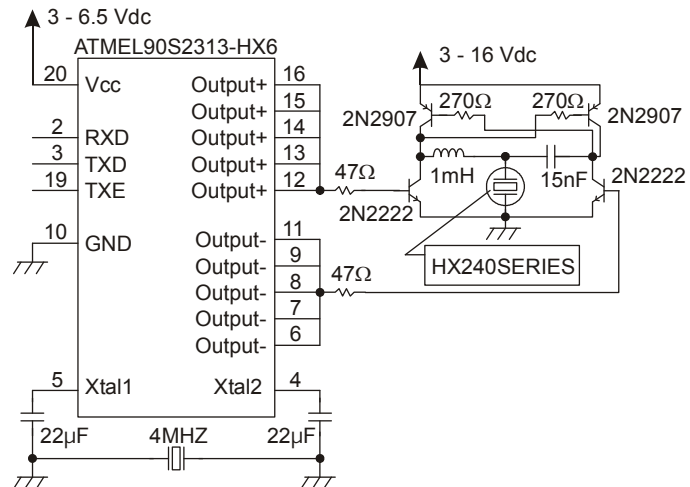 3 - 6.5 Vdc
ATMEL90S2313-HX6
20 Vcc
Output+ 16
Output+ 15
2 RXD
Output+ 14
3 TXD
Output+ 13
19 TXE
Output+ 12
10 GND
Output- 11
Output- 9
Output- 8
Output- 7
Output- 6
5 Xtal1
Xtal2 4
22µF
4MHZ
22µF
47Ω
47Ω
3 - 16 Vdc
270Ω
270Ω
2N2907
2N2907
1mH
15nF
2N2222
2N2222
HX240SERIES